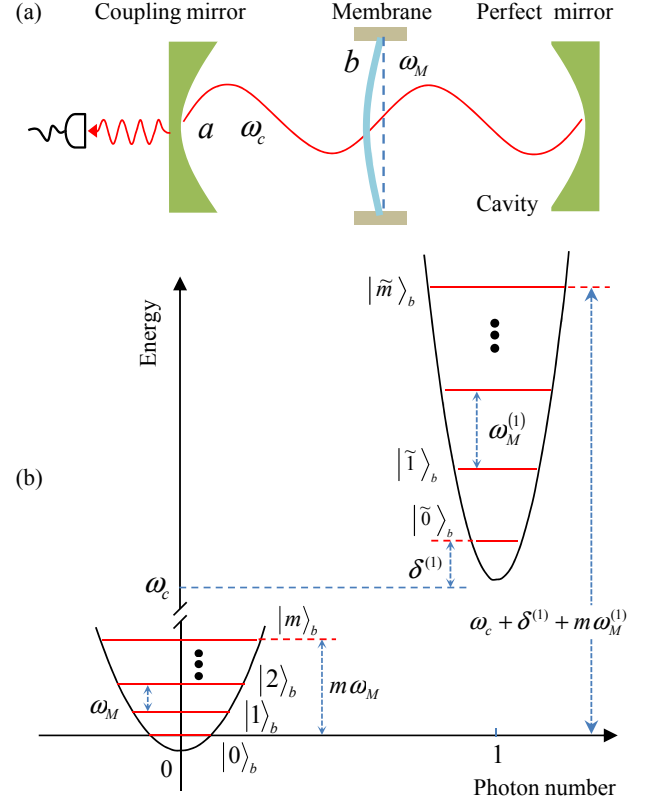 (a)
Coupling mirror Membrane Perfect mirror
b ω_M
a ω_c
Cavity
Energy
|m̃⟩_b
ω_M^(1)
|1̃⟩_b
(b)
|0̃⟩_b
δ^(1)
ω_c
ω_c + δ^(1) + mω_M^(1)
|m⟩_b
|2⟩_b
mω_M
ω_M
|1⟩_b
0
|0⟩_b
1
Photon number